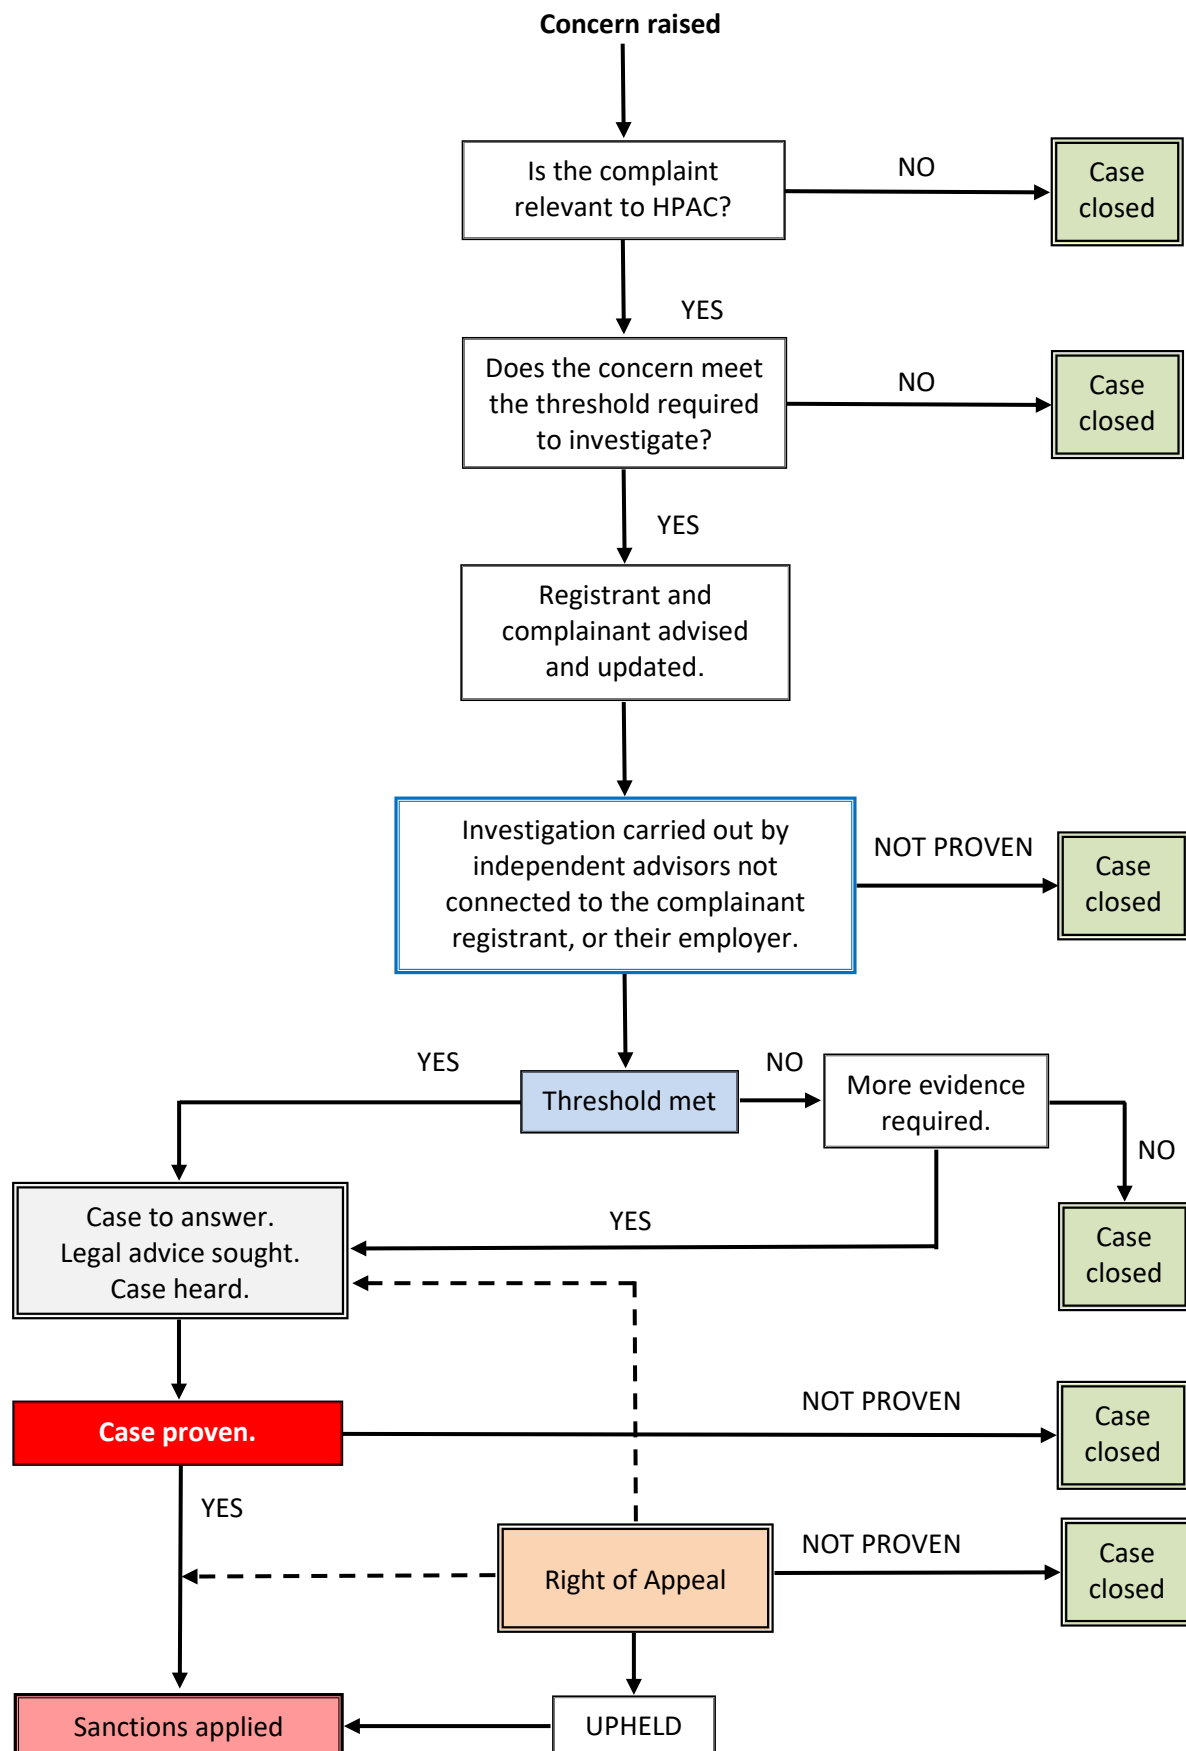 Concern raised
Is the complaint
relevant to HPAC?
NO
Case
closed
YES
Does the concern meet
the threshold required
to investigate?
NO
Case
closed
YES
Registrant and
complainant advised
and updated.
Investigation carried out by
independent advisors not
connected to the complainant
registrant, or their employer.
NOT PROVEN
Case
closed
YES
Threshold met
NO
More evidence
required.
NO
Case
closed
YES
Case to answer.
Legal advice sought.
Case heard.
Case proven.
NOT PROVEN
Case
closed
YES
Right of Appeal
NOT PROVEN
Case
closed
UPHELD
Sanctions applied